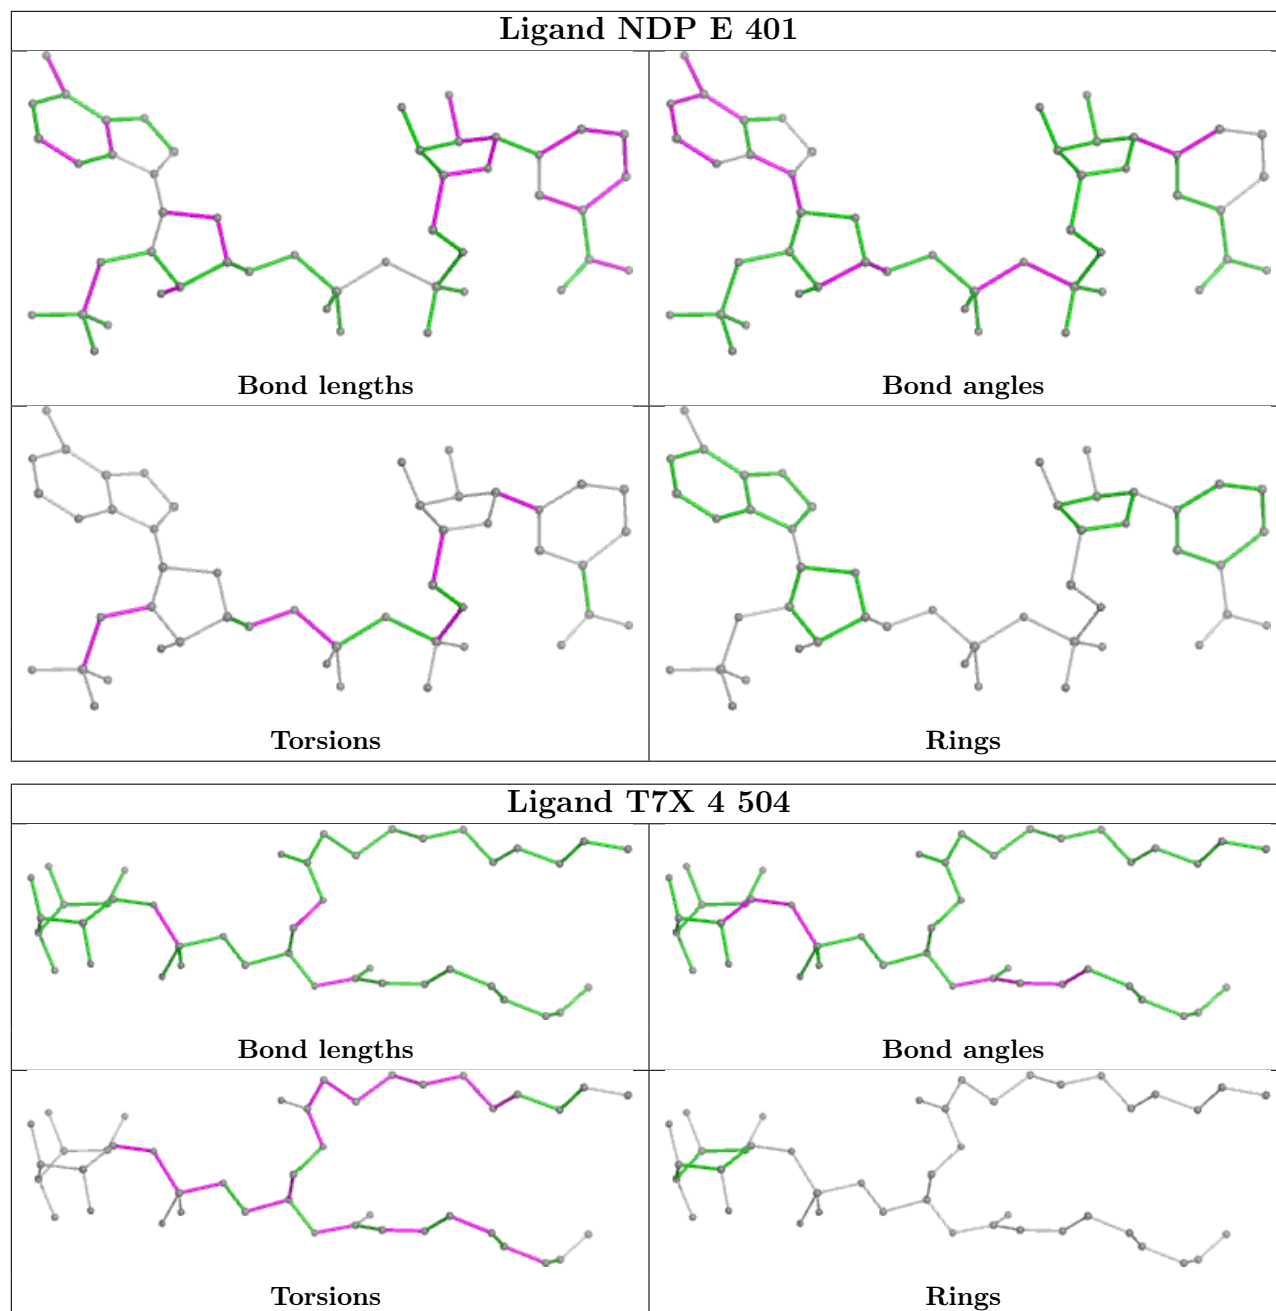 Ligand NDP E 401
Bond lengths
Bond angles
Torsions
Rings
Ligand T7X 4 504
Bond lengths
Bond angles
Torsions
Rings